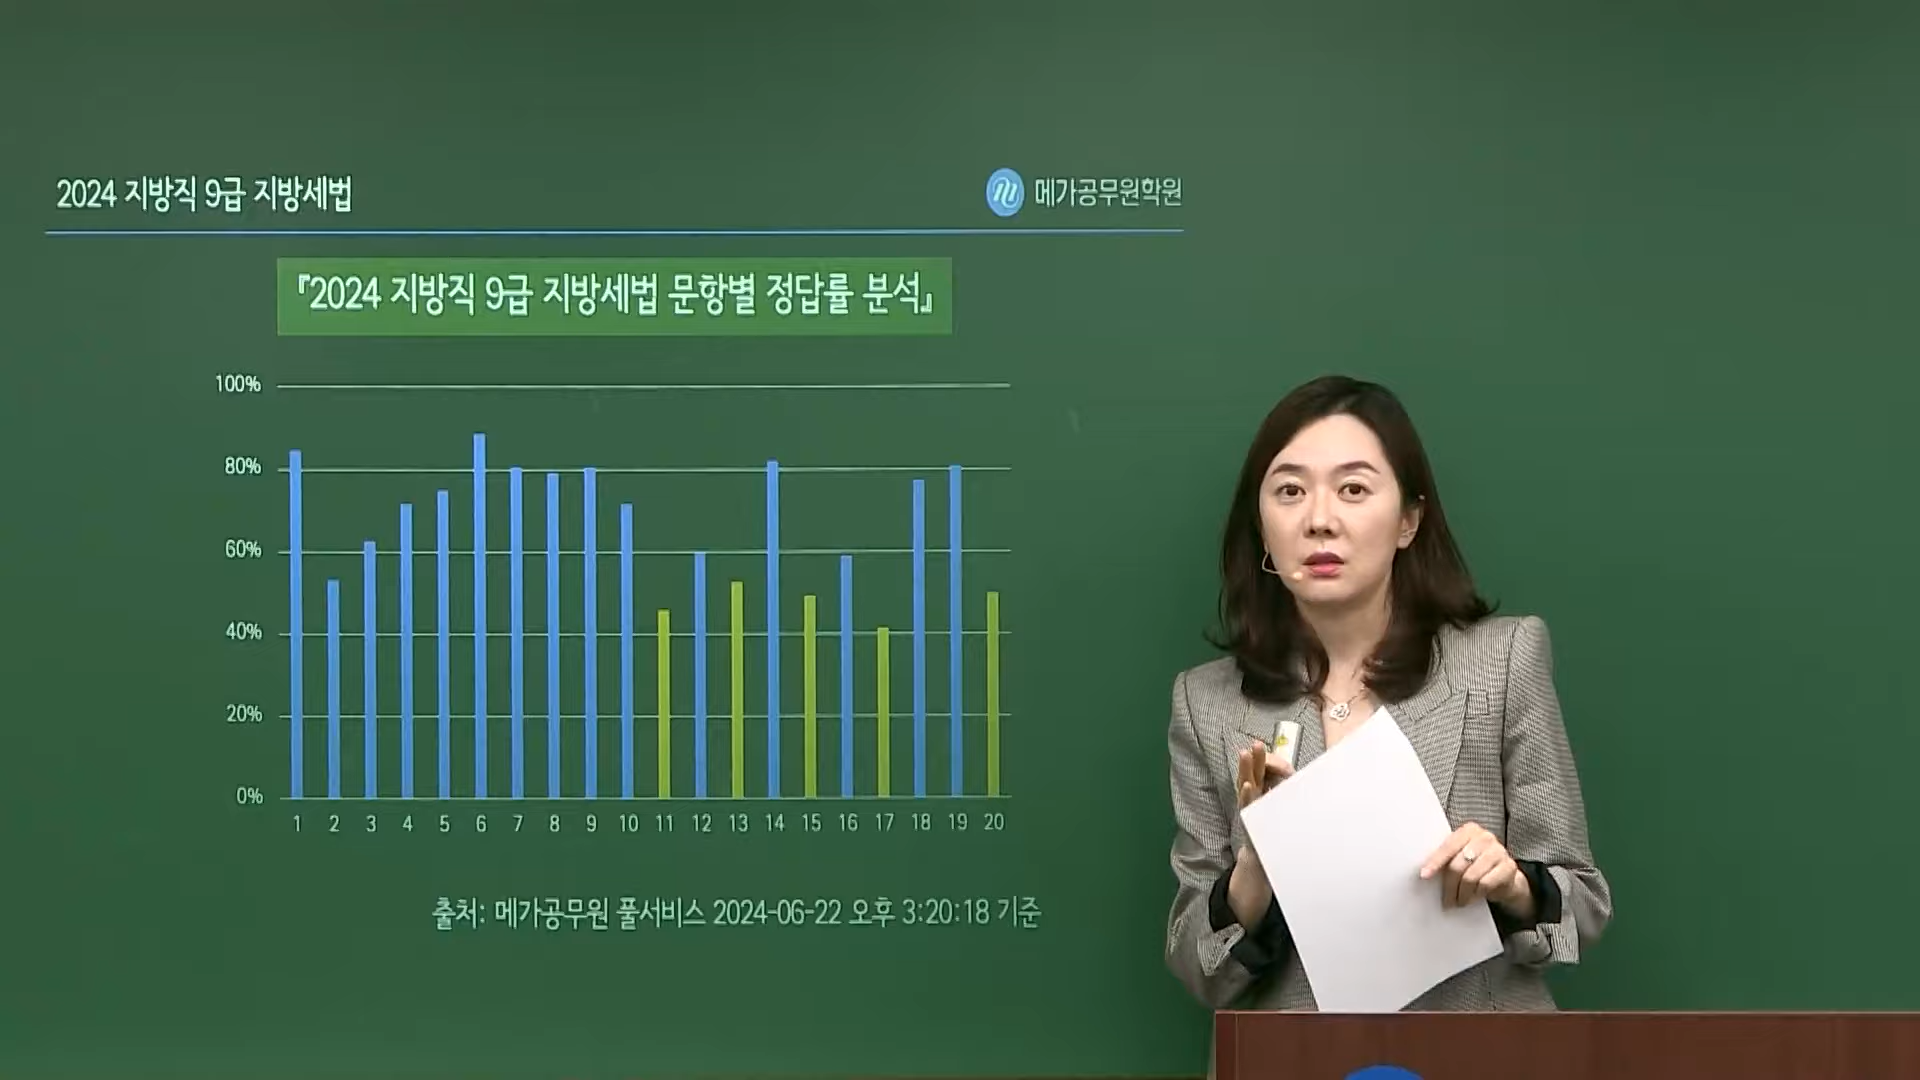 2024 지방직 9급 지방세법
메가공무원학원
『2024 지방직 9급 지방세법 문항별 정답률 분석』
100%
80%
60%
40%
20%
0%
1 2 3 4 5 6 7 8 9 10 11 12 13 14 15 16 17 18 19 20
출처: 메가공무원 풀서비스 2024-06-22 오후 3:20:18 기준